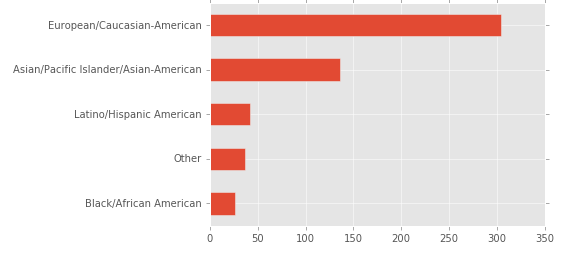 European/Caucasian-American
Asian/Pacific Islander/Asian-American
Latino/Hispanic American
Other
Black/African American
0 50 100 150 200 250 300 350